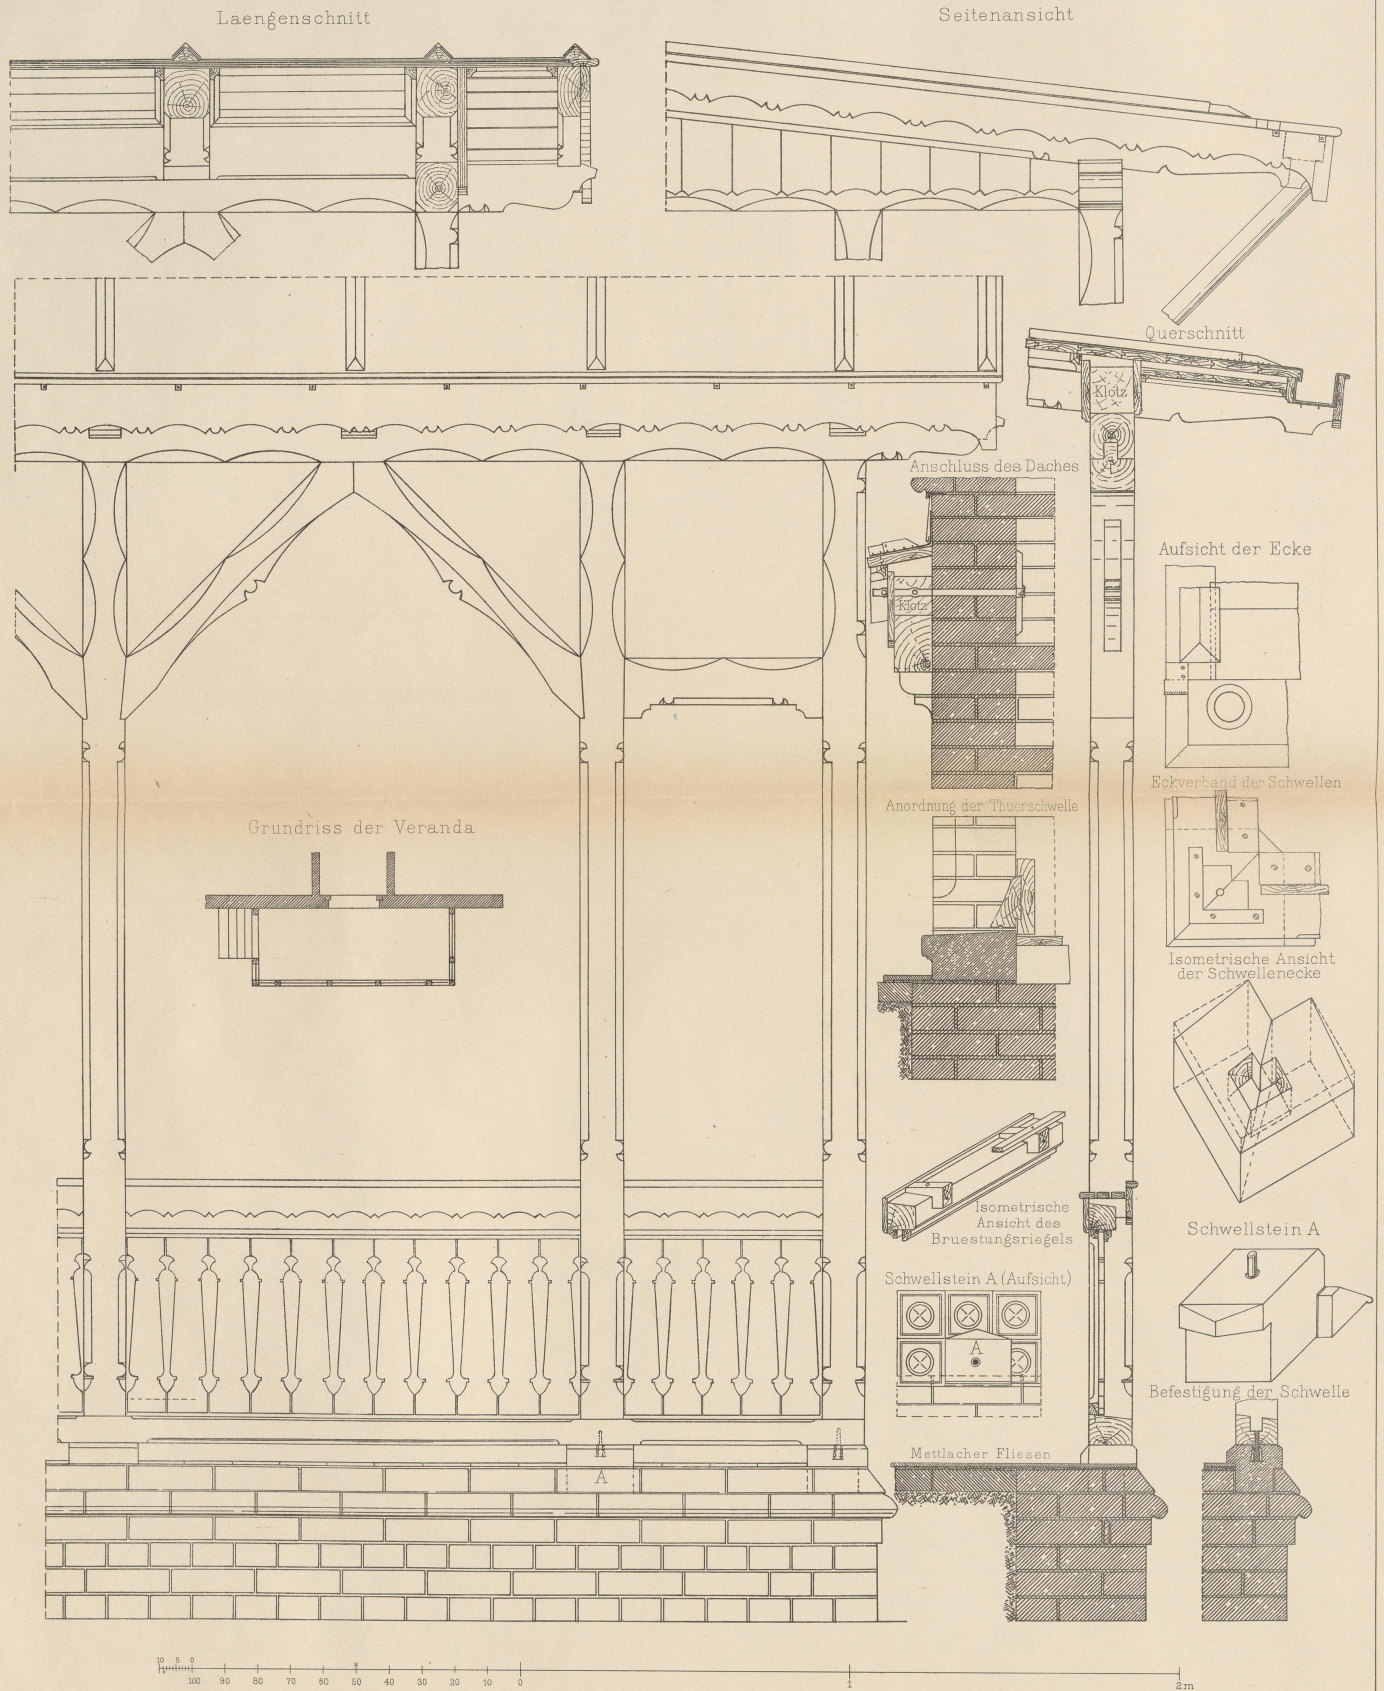 Laengenschnitt
Seitenansicht
Querschnitt
Klotz
Anschluss des Daches
Klotz
Aufsicht der Ecke
Eckverband der Schwellen
Anordnung der Thuerschwelle
Grundriss der Veranda
Isometrische Ansicht
der Schwellenecke
Isometrische
Ansicht des
Bruestungsriegels
Schwellstein A
Schwellstein A (Aufsicht)
A
Befestigung der Schwelle
Mettlacher Fliesen
A
10 5 0
100 90 80 70 60 50 40 30 20 10 0 1 2m